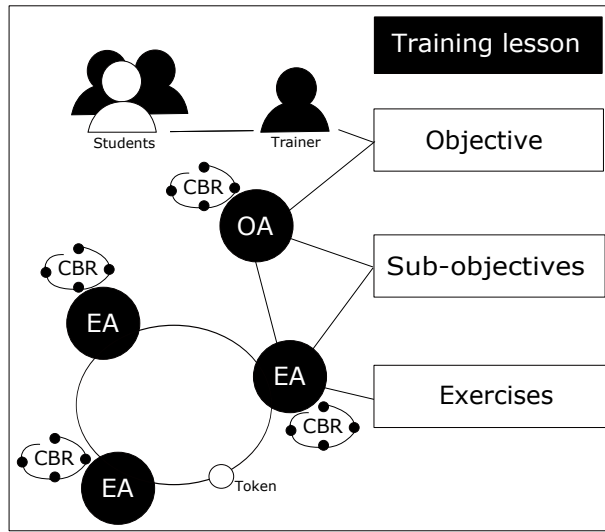 Training lesson
Students
Trainer
Objective
CBR
OA
CBR
Sub-objectives
EA
EA
Exercises
CBR
CBR
EA
Token